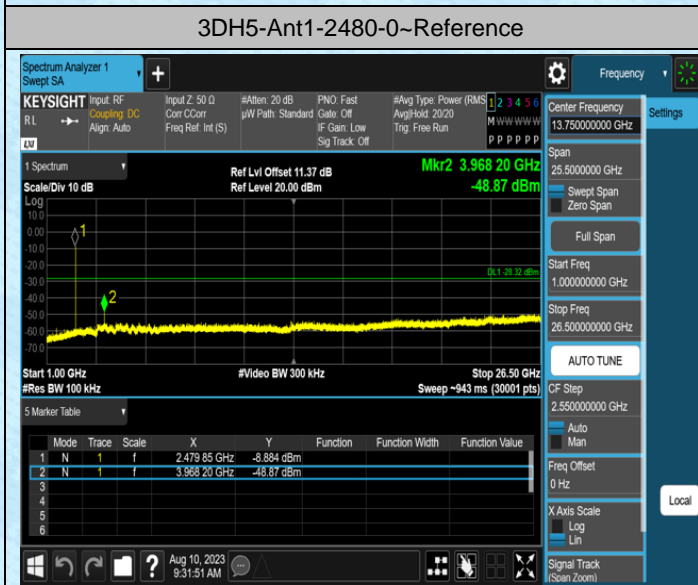 3DH5-Ant1-2480-0~Reference
Spectrum Analyzer 1
Swept SA
Frequency
KEYSIGHT
RL
LXI
Input: RF
Coupling: DC
Align: Auto
Input Z: 50 Ω
Corr CCorr
Freq Ref: Int (S)
#Atten: 20 dB
µW Path: Standard
PNO: Fast
Gate: Off
IF Gain: Low
Sig Track: Off
#Avg Type: Power (RMS
Avg|Hold: 20/20
Trig: Free Run
1 2 3 4 5 6
M W W W W W
P P P P P P
1 Spectrum
Scale/Div 10 dB
Ref Lvl Offset 11.37 dB
Ref Level 20.00 dBm
Mkr2 3.968 20 GHz
-48.87 dBm
Log
10.0
0.00
-10.0
-20.0
-30.0
-40.0
-50.0
-60.0
-70.0
1
2
DL1 -28.32 dBm
Start 1.00 GHz
#Video BW 300 kHz
Stop 26.50 GHz
#Res BW 100 kHz
Sweep ~943 ms (30001 pts)
5 Marker Table
Mode Trace Scale X Y Function Function Width Function Value
1 N 1 f 2.479 85 GHz -8.884 dBm
2 N 1 f 3.968 20 GHz -48.87 dBm
3
4
5
6
Aug 10, 2023
9:31:51 AM
Center Frequency
13.750000000 GHz
Span
25.5000000 GHz
Swept Span
Zero Span
Full Span
Start Freq
1.000000000 GHz
Stop Freq
26.500000000 GHz
AUTO TUNE
CF Step
2.550000000 GHz
Auto
Man
Freq Offset
0 Hz
X Axis Scale
Log
Lin
Signal Track
(Span Zoom)
Settings
Local